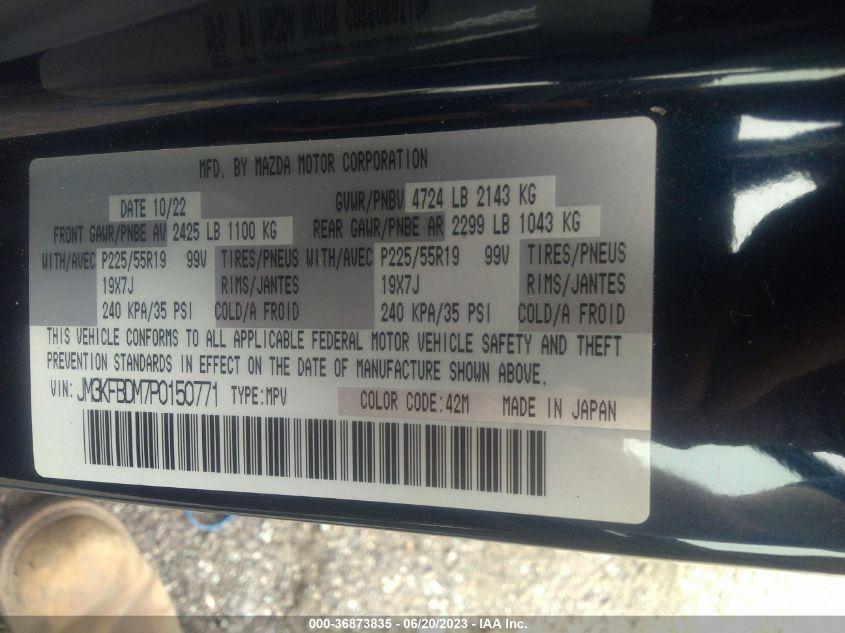 MFD. BY MAZDA MOTOR CORPORATION
DATE 10/22 GVWR/PNBV 4724 LB 2143 KG
FRONT GAWR/PNBE AV 2425 LB 1100 KG REAR GAWR/PNBE AR 2299 LB 1043 KG
WITH/AVEC P225/55R19 99V TIRES/PNEUS WITH/AVEC P225/55R19 99V TIRES/PNEUS
19X7J RIMS/JANTES 19X7J RIMS/JANTES
240 KPA/35 PSI COLD/A FROID 240 KPA/35 PSI COLD/A FROID
THIS VEHICLE CONFORMS TO ALL APPLICABLE FEDERAL MOTOR VEHICLE SAFETY AND THEFT
PREVENTION STANDARDS IN EFFECT ON THE DATE OF MANUFACTURE SHOWN ABOVE.
VIN: JM3KFBDM7P0150771 TYPE:MPV COLOR CODE:42M MADE IN JAPAN
000-36873835 - 06/20/2023 - IAA Inc.